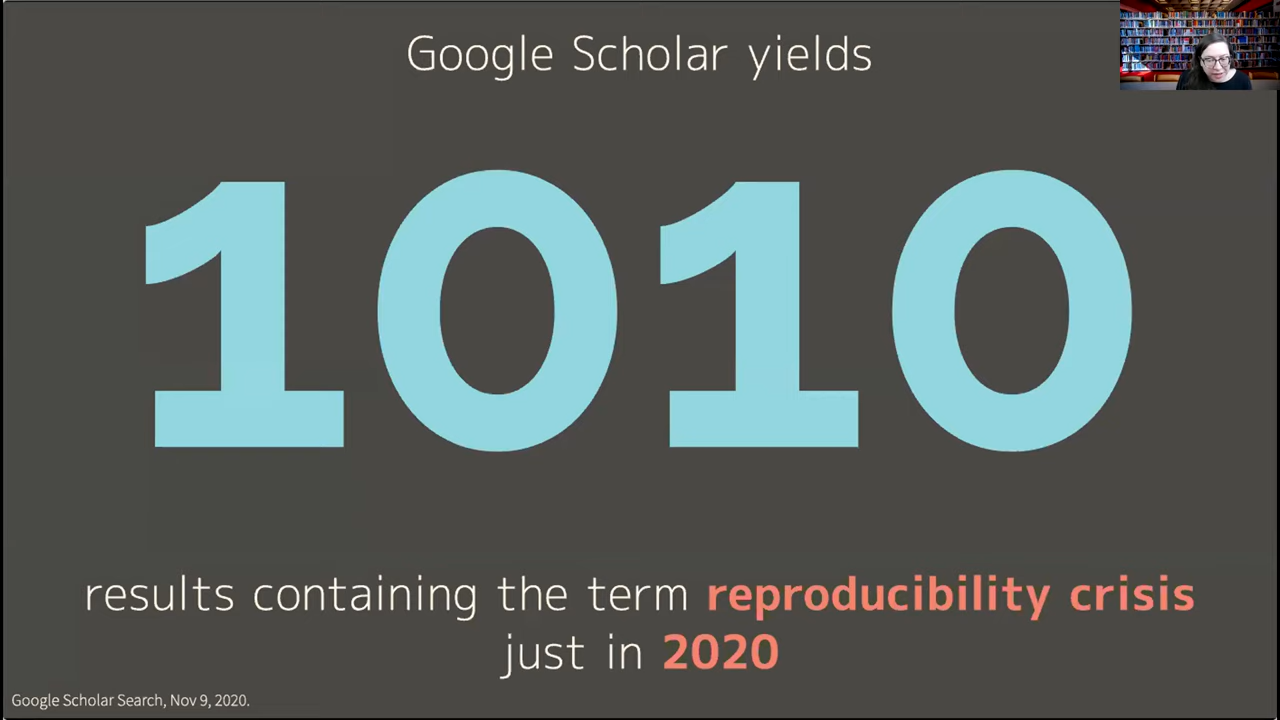 Google Scholar yields
1010
results containing the term reproducibility crisis
just in 2020
Google Scholar Search, Nov 9, 2020.